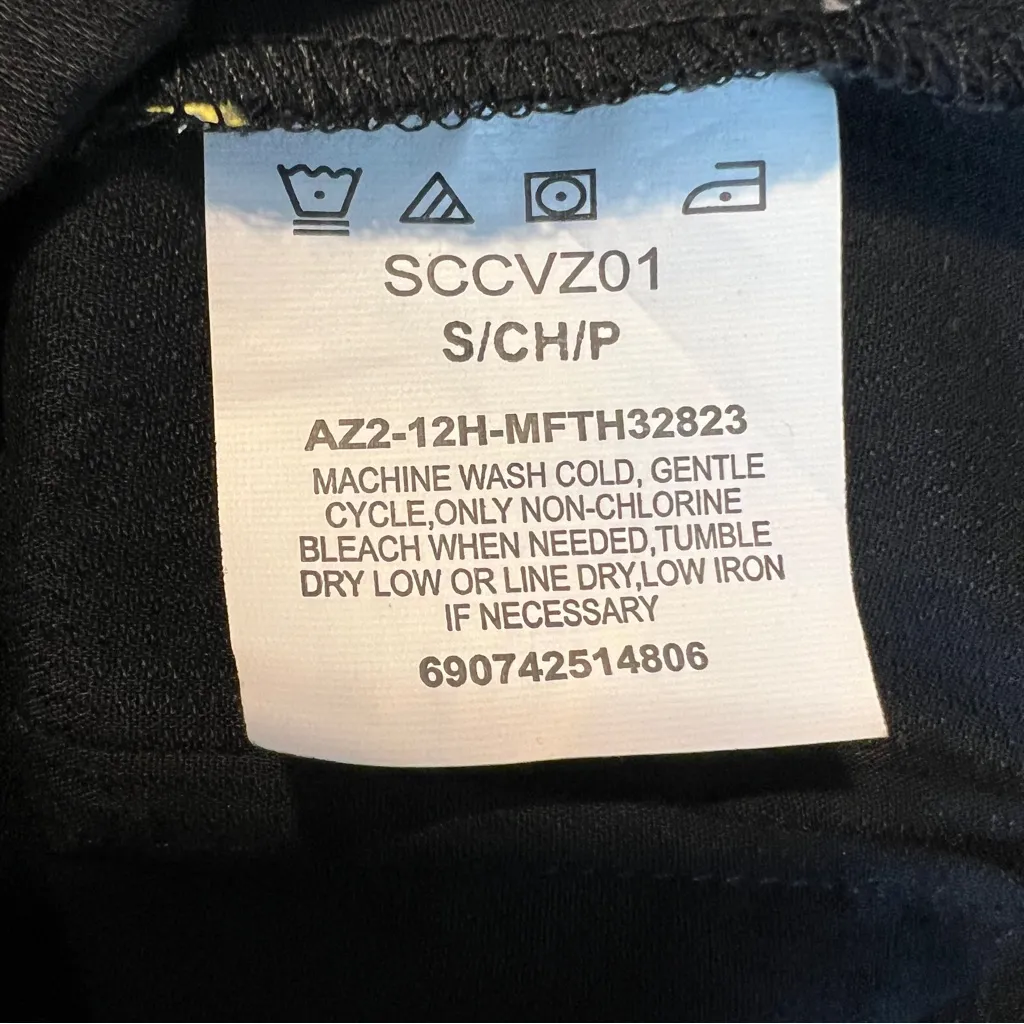 SCCVZ01
S/CH/P
AZ2-12H-MFTH32823
MACHINE WASH COLD, GENTLE
CYCLE,ONLY NON-CHLORINE
BLEACH WHEN NEEDED,TUMBLE
DRY LOW OR LINE DRY,LOW IRON
IF NECESSARY
690742514806